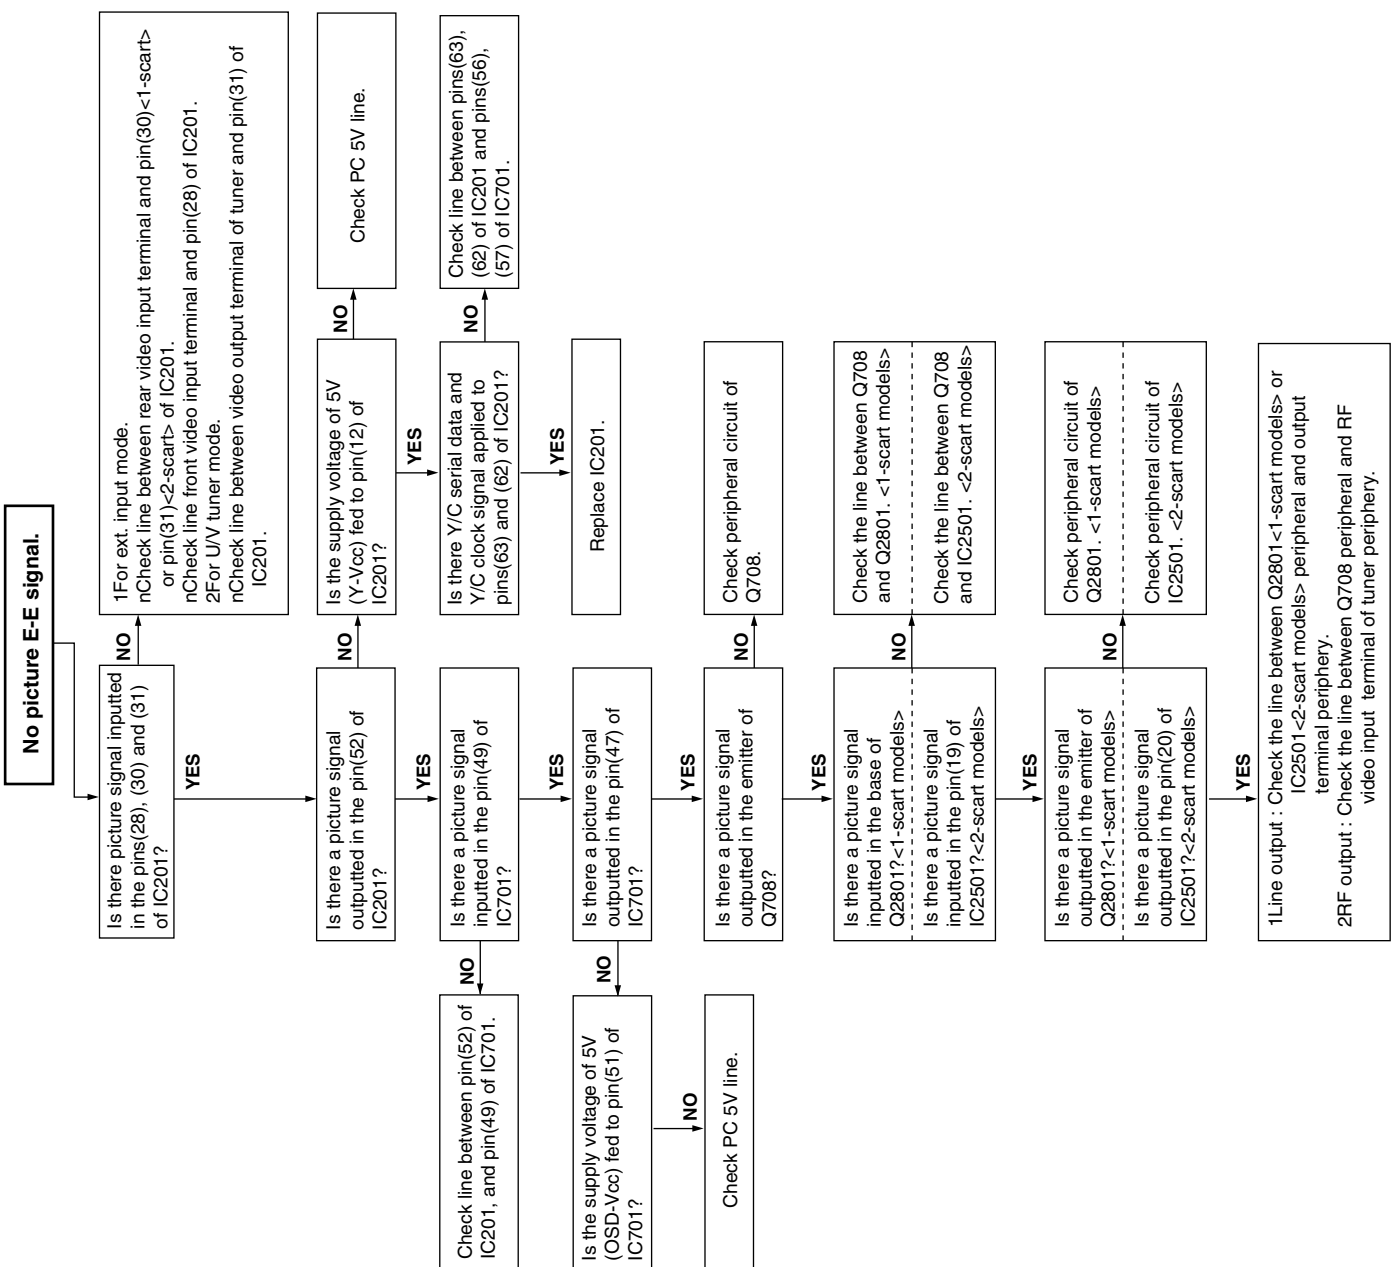 No picture E-E signal.
Is there picture signal inputted
in the pins(28), (30) and (31)
of IC201?
NO
1For ext. input mode.
nCheck line between rear video input terminal and pin(30)<1-scart>
or pin(31)<2-scart> of IC201.
nCheck line front video input terminal and pin(28) of IC201.
2For U/V tuner mode.
nCheck line between video output terminal of tuner and pin(31) of
IC201.
YES
Is there a picture signal
outputted in the pin(52) of
IC201?
NO
Is the supply voltage of 5V
(Y-Vcc) fed to pin(12) of
IC201?
NO
Check PC 5V line.
YES
YES
Is there a picture signal
inputted in the pin(49) of
IC701?
NO
Check line between pin(52) of
IC201, and pin(49) of IC701.
Is there Y/C serial data and
Y/C clock signal applied to
pins(63) and (62) of IC201?
NO
Check line between pins(63),
(62) of IC201 and pins(56),
(57) of IC701.
YES
YES
Replace IC201.
Is there a picture signal
outputted in the pin(47) of
IC701?
NO
Is the supply voltage of 5V
(OSD-Vcc) fed to pin(51) of
IC701?
NO
Check PC 5V line.
YES
Is there a picture signal
outputted in the emitter of
Q708?
NO
Check peripheral circuit of
Q708.
YES
Is there a picture signal
inputted in the base of
Q2801?<1-scart models>
Is there a picture signal
inputted in the pin(19) of
IC2501?<2-scart models>
NO
Check the line between Q708
and Q2801. <1-scart models>
Check the line between Q708
and IC2501. <2-scart models>
YES
Is there a picture signal
outputted in the emitter of
Q2801?<1-scart models>
Is there a picture signal
outputted in the pin(20) of
IC2501?<2-scart models>
NO
Check peripheral circuit of
Q2801. <1-scart models>
Check peripheral circuit of
IC2501. <2-scart models>
YES
1Line output : Check the line between Q2801<1-scart models> or
IC2501<2-scart models> peripheral and output
terminal periphery.
2RF output : Check the line between Q708 peripheral and RF
video input terminal of tuner periphery.